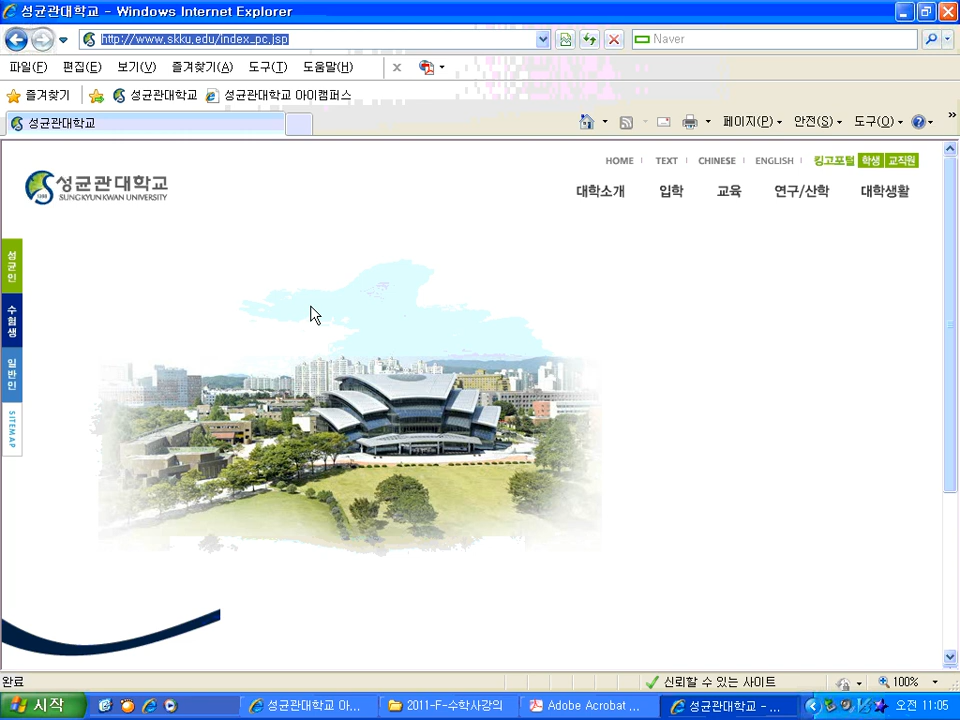 성균관대학교 - Windows Internet Explorer
http://www.skku.edu/index_pc.jsp
Naver
파일(F) 편집(E) 보기(V) 즐겨찾기(A) 도구(T) 도움말(H)
즐겨찾기 성균관대학교 성균관대학교 아이캠퍼스
성균관대학교 페이지(P) 안전(S) 도구(O)
HOME TEXT CHINESE ENGLISH 킹고포털 학생 교직원
성균관대학교
SUNGKYUNKWAN UNIVERSITY
대학소개 입학 교육 연구/산학 대학생활
성균인
수험생
일반인
SITEMAP
완료 신뢰할 수 있는 사이트 100%
시작 성균관대학교 아... 2011-F-수학사강의 Adobe Acrobat ... 성균관대학교 - ... 오전 11:05